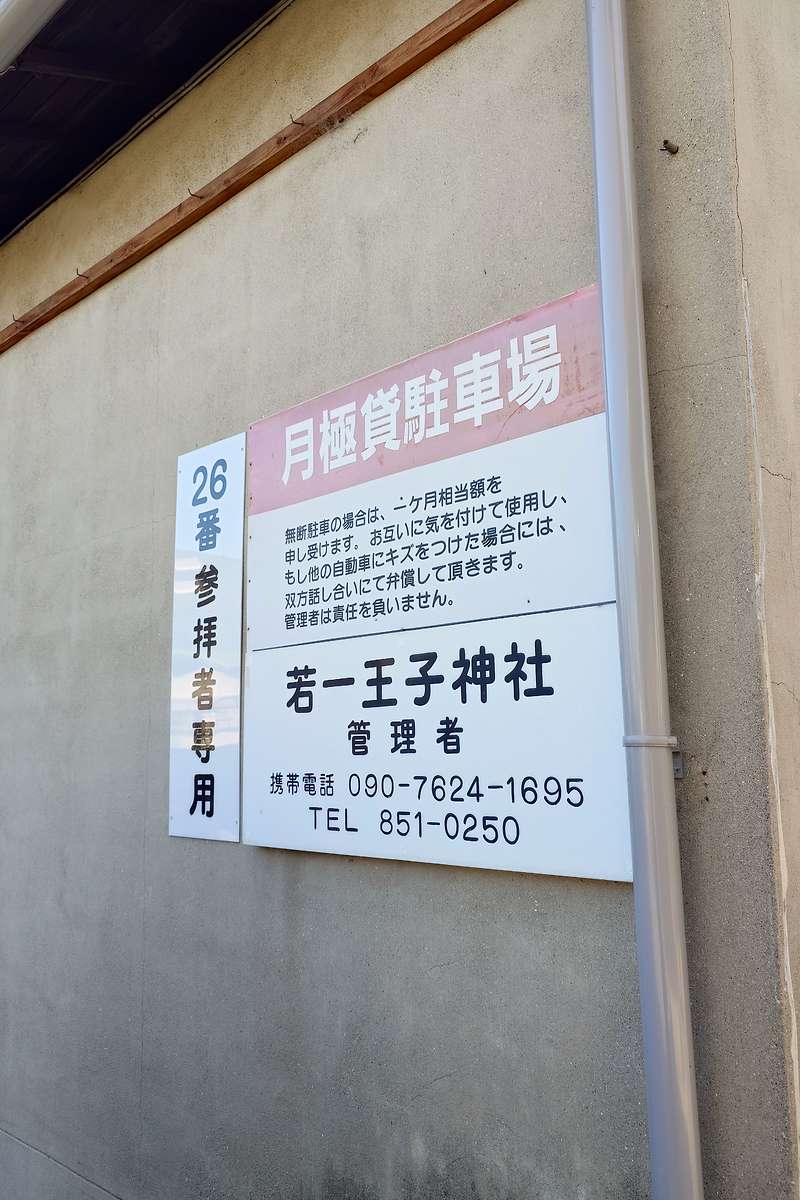 26番参拝者専用
月極貸駐車場
無断駐車の場合は、一ケ月相当額を
申し受けます。お互いに気を付けて使用し、
もし他の自動車にキズをつけた場合には、
双方話し合いにて弁償して頂きます。
管理者は責任を負いません。
若一王子神社
管理者
携帯電話 090-7624-1695
TEL 851-0250